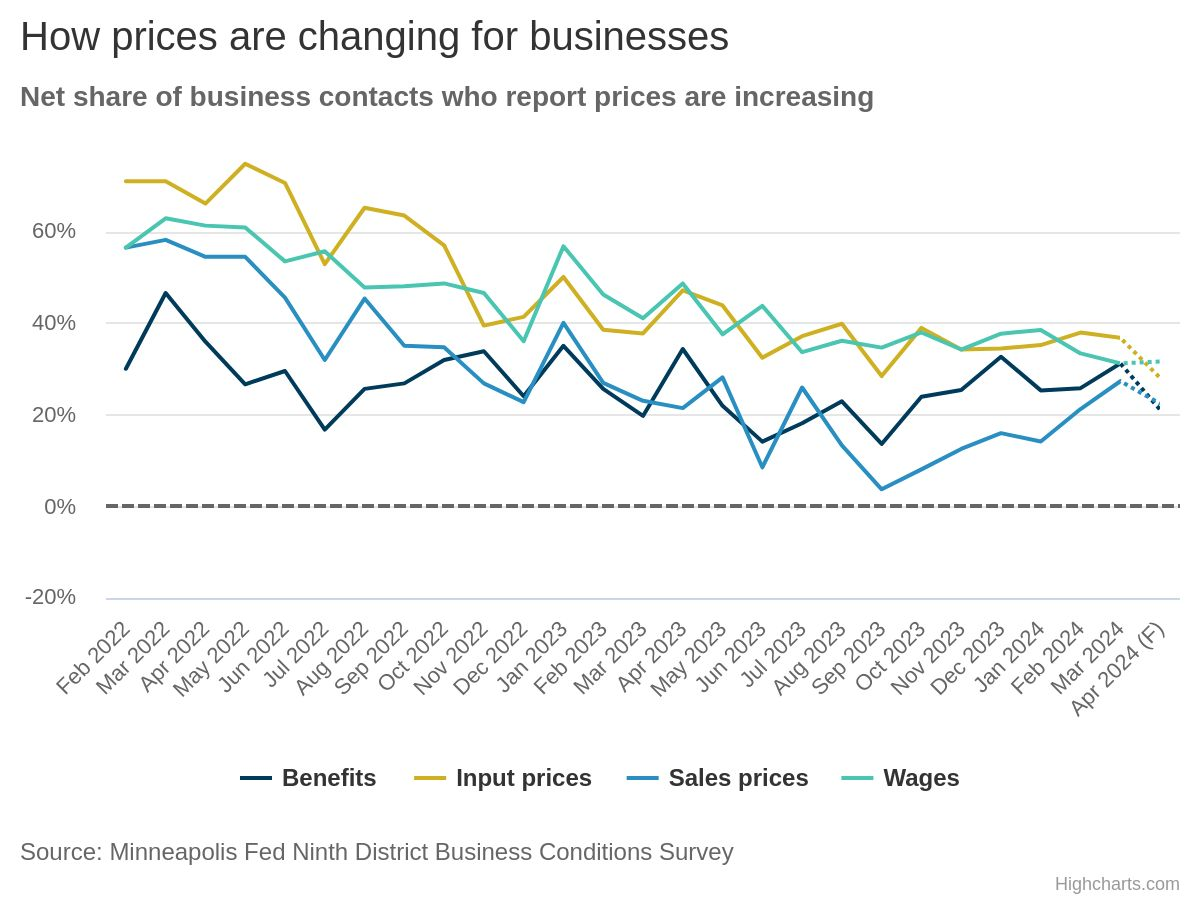 How prices are changing for businesses
Net share of business contacts who report prices are increasing
60%
40%
20%
0%
-20%
Feb 2022
Mar 2022
Apr 2022
May 2022
Jun 2022
Jul 2022
Aug 2022
Sep 2022
Oct 2022
Nov 2022
Dec 2022
Jan 2023
Feb 2023
Mar 2023
Apr 2023
May 2023
Jun 2023
Jul 2023
Aug 2023
Sep 2023
Oct 2023
Nov 2023
Dec 2023
Jan 2024
Feb 2024
Mar 2024
Apr 2024 (F)
Benefits
Input prices
Sales prices
Wages
Source: Minneapolis Fed Ninth District Business Conditions Survey
Highcharts.com